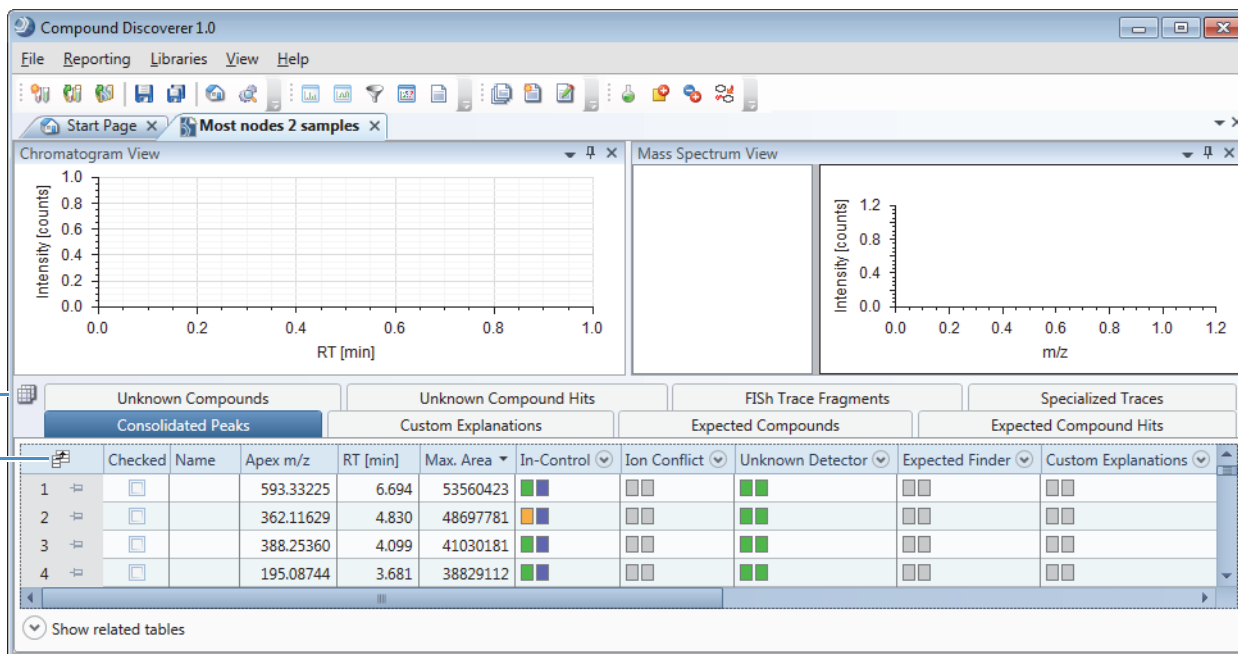 Compound Discoverer 1.0
File Reporting Libraries View Help
Start Page Most nodes 2 samples
Chromatogram View Mass Spectrum View
Intensity [counts]
1.0
0.8
0.6
0.4
0.2
0.0
0.0 0.2 0.4 0.6 0.8 1.0
RT [min]
Intensity [counts]
1.2
0.8
0.4
0.0
0.0 0.2 0.4 0.6 0.8 1.0 1.2
m/z
Unknown Compounds Unknown Compound Hits FISh Trace Fragments Specialized Traces
Consolidated Peaks Custom Explanations Expected Compounds Expected Compound Hits
Checked Name Apex m/z RT [min] Max. Area In-Control Ion Conflict Unknown Detector Expected Finder Custom Explanations
1 593.33225 6.694 53560423
2 362.11629 4.830 48697781
3 388.25360 4.099 41030181
4 195.08744 3.681 38829112
Show related tables